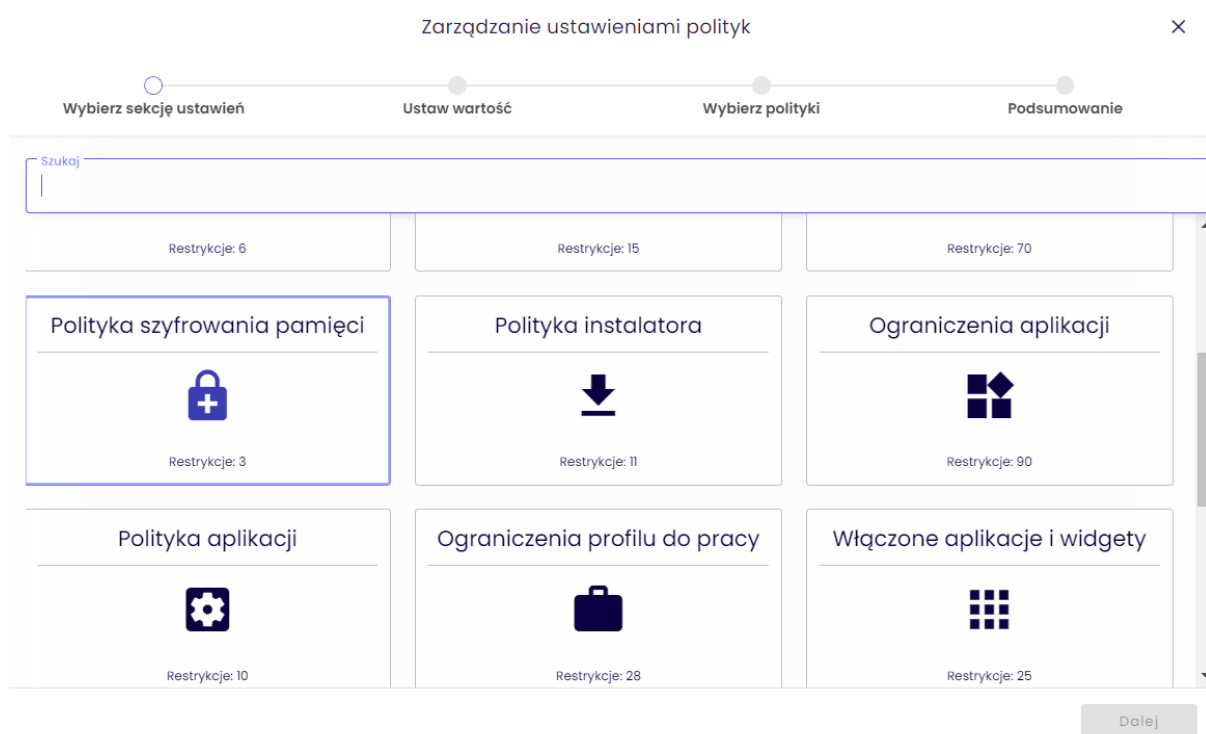 Zarządzanie ustawieniami polityk
Wybierz sekcję ustawień
Ustaw wartość
Wybierz polityki
Podsumowanie
Szukaj
Restrykcje: 6
Restrykcje: 15
Restrykcje: 70
Polityka szyfrowania pamięci
Polityka instalatora
Ograniczenia aplikacji
Restrykcje: 3
Restrykcje: 11
Restrykcje: 90
Polityka aplikacji
Ograniczenia profilu do pracy
Włączone aplikacje i widgety
Restrykcje: 10
Restrykcje: 28
Restrykcje: 25
Dalej